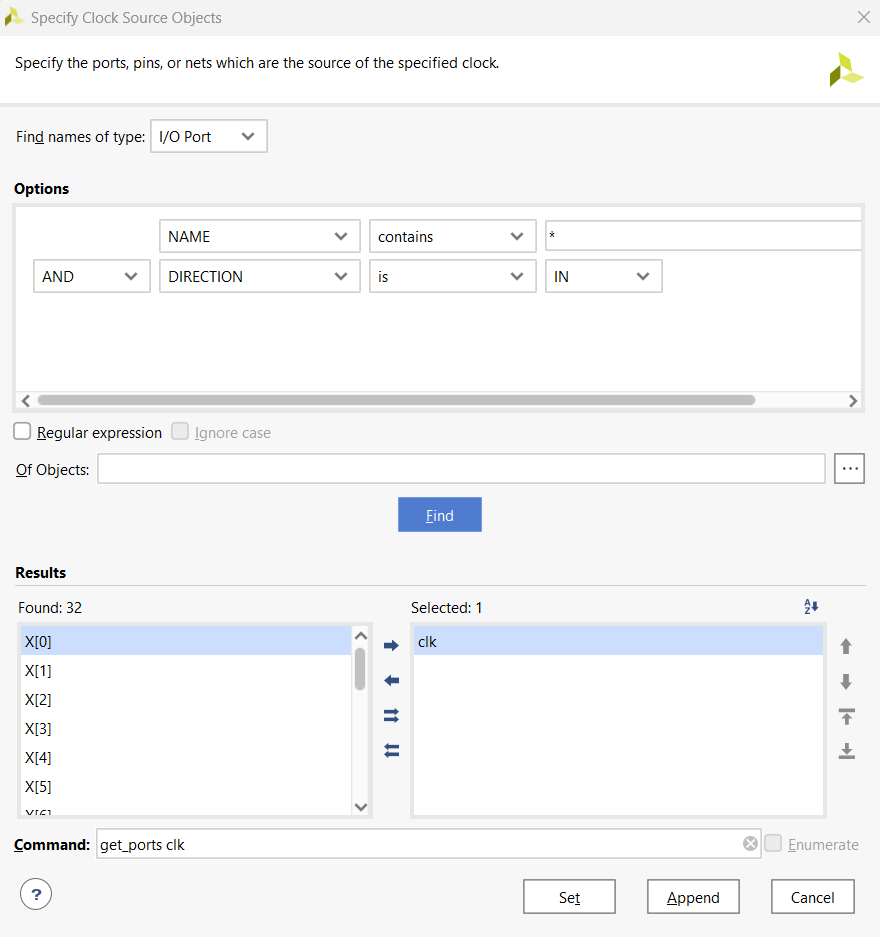 Specify Clock Source Objects
Specify the ports, pins, or nets which are the source of the specified clock.
Find names of type: I/O Port
Options
NAME contains *
AND DIRECTION is IN
Regular expression Ignore case
Of Objects: ...
Find
Results
Found: 32 Selected: 1
X[0] clk
X[1]
X[2]
X[3]
X[4]
X[5]
X[6]
Command: get_ports clk Enumerate
? Set Append Cancel